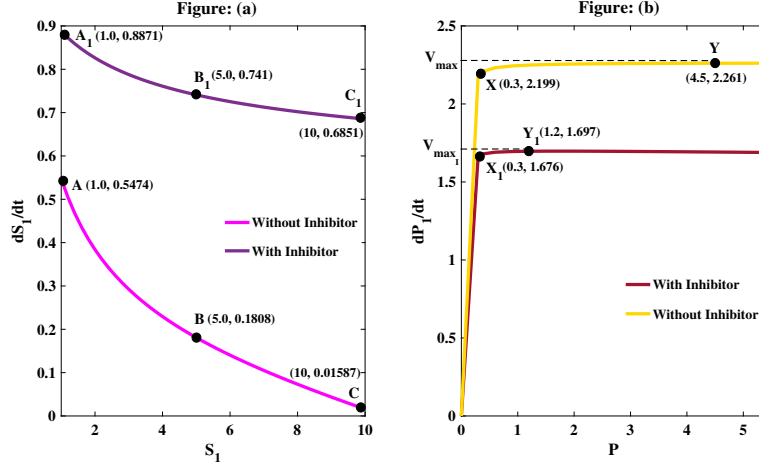 Figure: (a)
0.9
0.8
0.7
0.6
0.5
0.4
0.3
0.2
0.1
0
dS1/dt
A1 (1.0, 0.8871)
B1 (5.0, 0.741)
C1
(10, 0.6851)
A (1.0, 0.5474)
Without Inhibitor
With Inhibitor
B (5.0, 0.1808)
(10, 0.01587)
C
2
4
6
8
10
S1
Figure: (b)
Vmax
2.5
2
VmaxI
1.5
1
0.5
0
dP1/dt
Y
X (0.3, 2.199)
(4.5, 2.261)
Y1 (1.2, 1.697)
X1 (0.3, 1.676)
With Inhibitor
Without Inhibitor
0
1
2
3
4
5
P